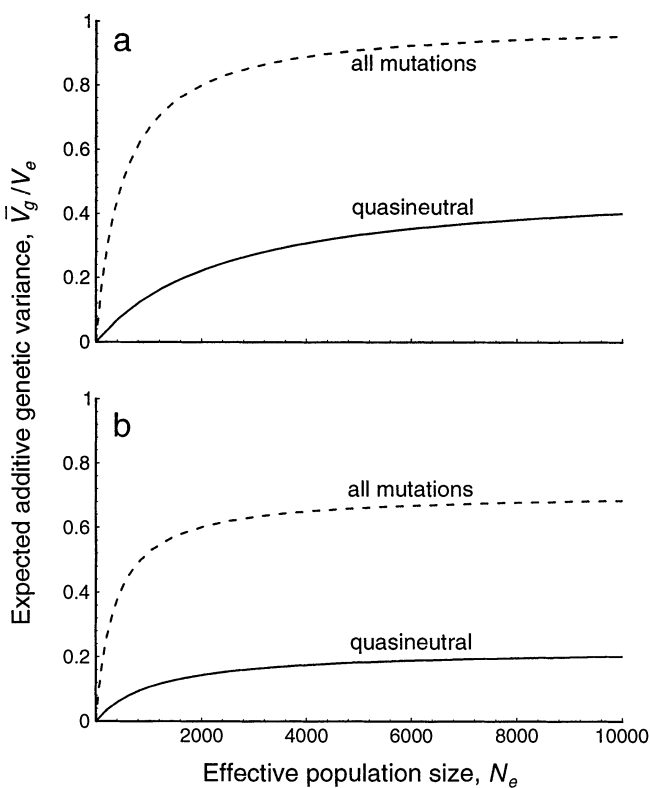 a
1
0.8
0.6
0.4
0.2
0
all mutations
quasineutral
Expected additive genetic variance, V̄g/Ve
b
1
0.8
0.6
0.4
0.2
0
all mutations
quasineutral
2000 4000 6000 8000 10000
Effective population size, Ne